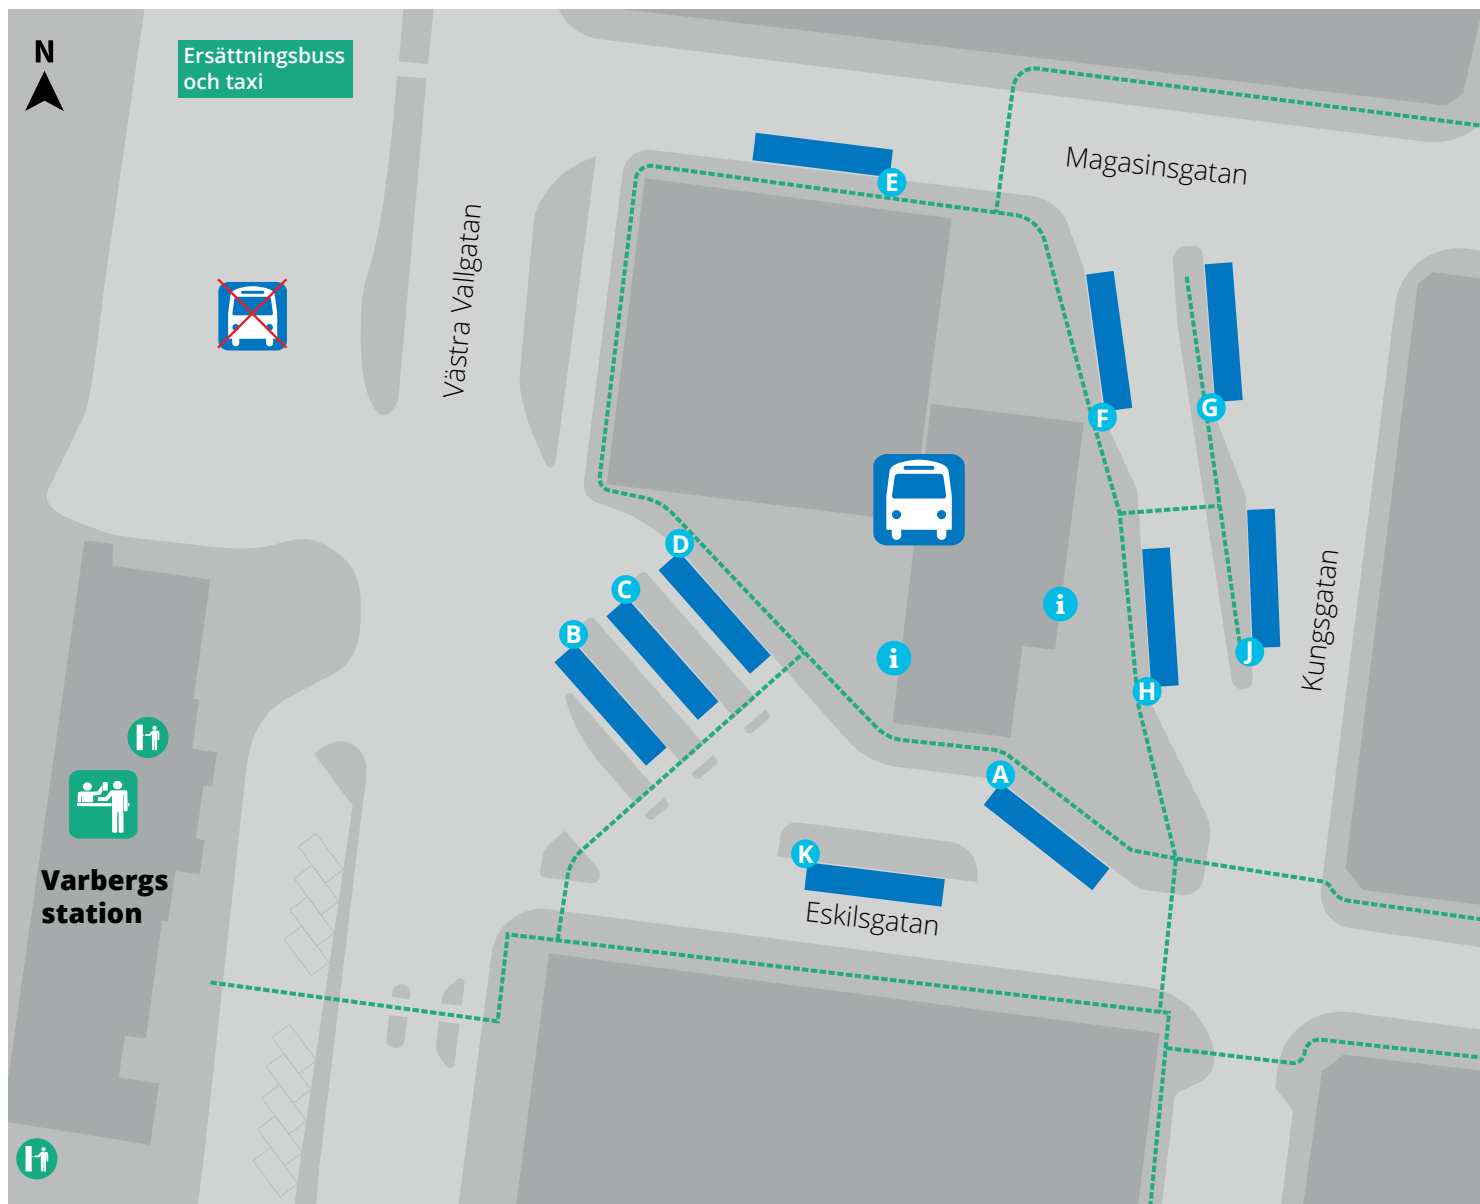 N
Ersättningsbuss
och taxi
Magasinsgatan
E
Västra Vallgatan
F
G
D
C
B
i
i
J
H
Kungsgatan
A
K
Varbergs
station
Eskilsgatan